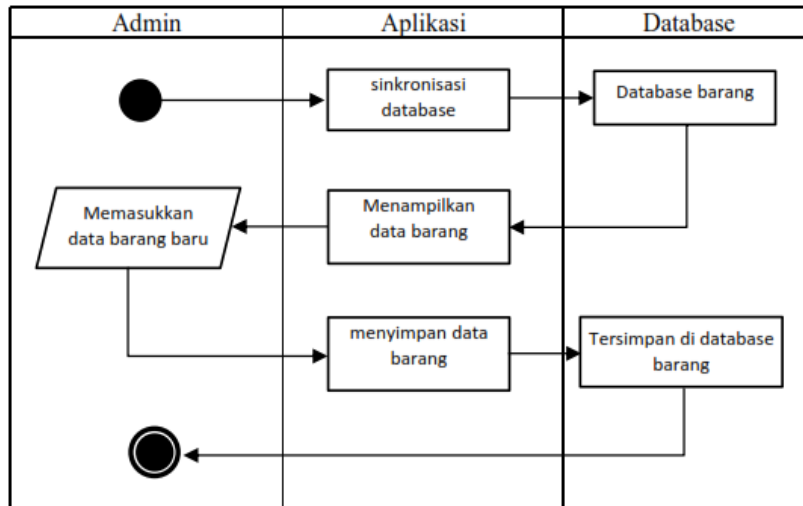 Admin
Aplikasi
Database
sinkronisasi
database
Database barang
Memasukkan
data barang baru
Menampilkan
data barang
menyimpan data
barang
Tersimpan di database
barang